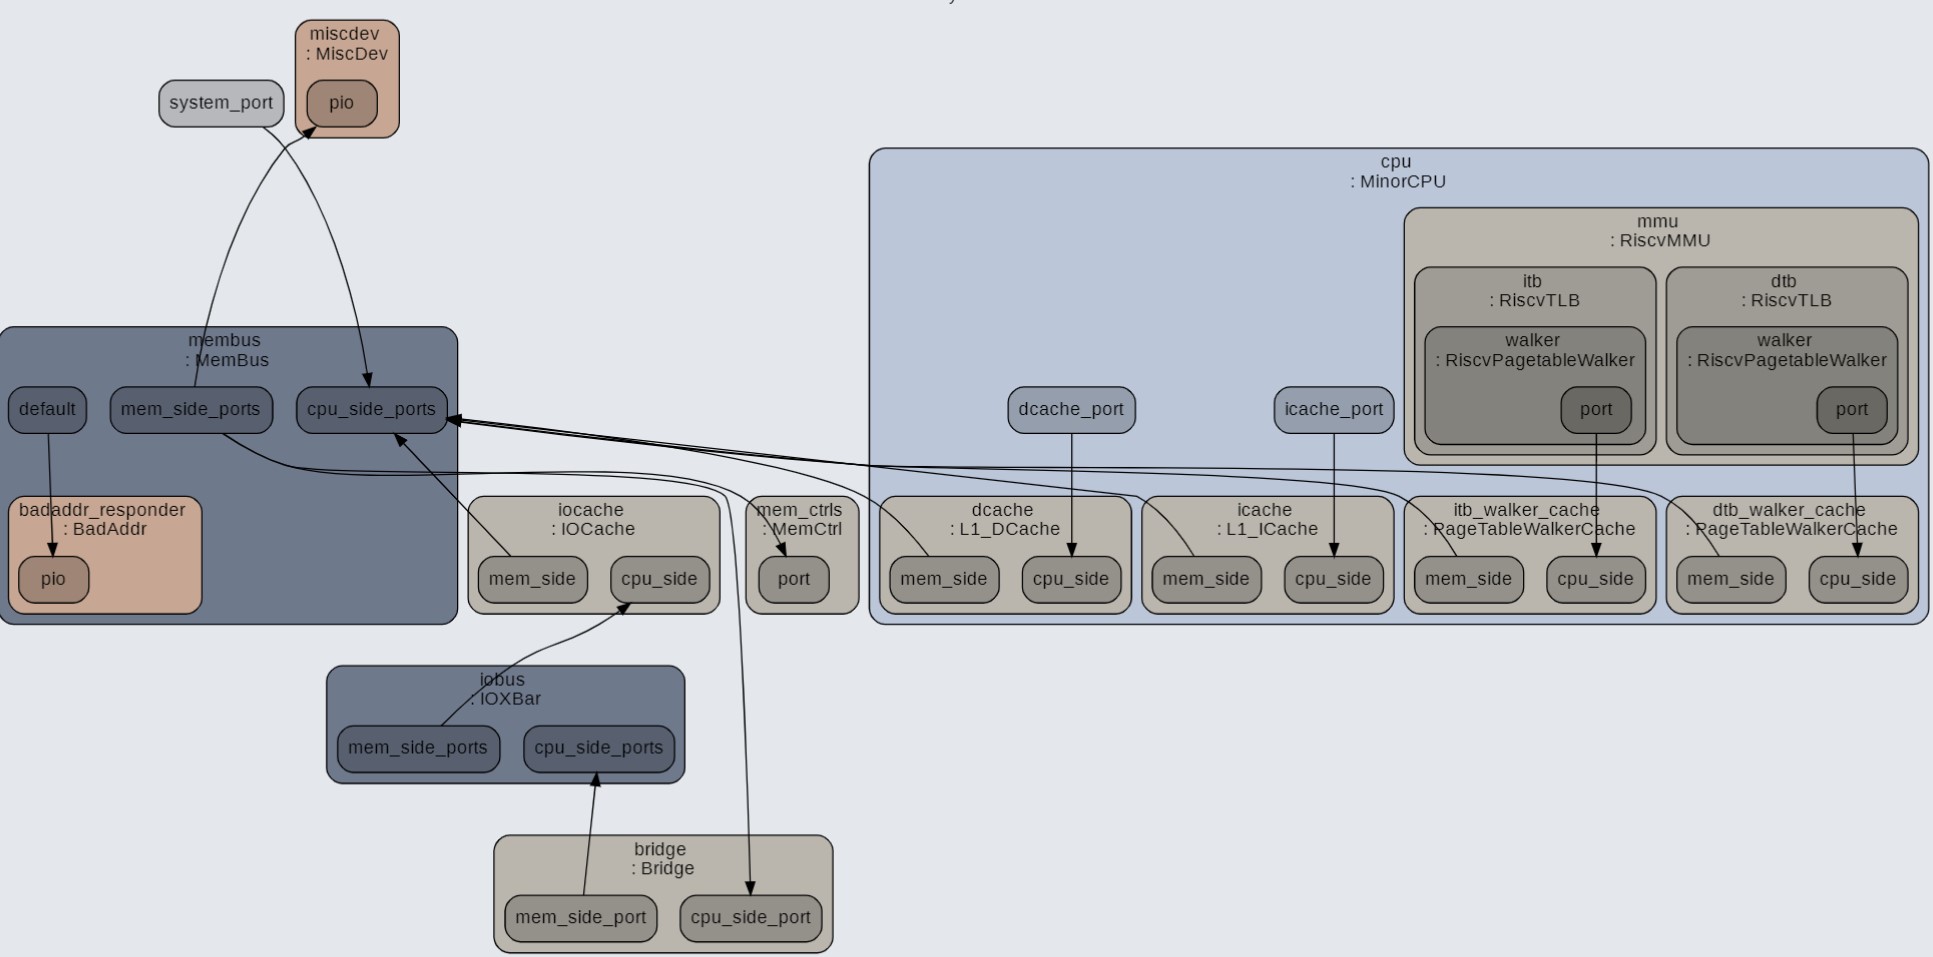 miscdev
: MiscDev
system_port
pio
cpu
: MinorCPU
mmu
: RiscvMMU
itb
: RiscvTLB
dtb
: RiscvTLB
membus
: MemBus
walker
: RiscvPagetableWalker
walker
: RiscvPagetableWalker
default
mem_side_ports
cpu_side_ports
dcache_port
icache_port
port
port
badaddr_responder
: BadAddr
iocache
: IOCache
mem_ctrls
: MemCtrl
dcache
: L1_DCache
icache
: L1_ICache
itb_walker_cache
: PageTableWalkerCache
dtb_walker_cache
: PageTableWalkerCache
pio
mem_side
cpu_side
port
mem_side
cpu_side
mem_side
cpu_side
mem_side
cpu_side
mem_side
cpu_side
iobus
: IOXBar
mem_side_ports
cpu_side_ports
bridge
: Bridge
mem_side_port
cpu_side_port